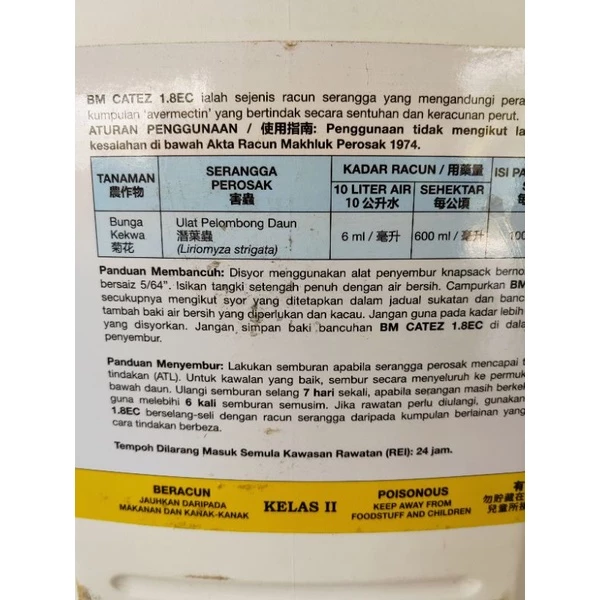 BM CATEZ 1.8EC ialah sejenis racun serangga yang mengandungi
kumpulan 'avermectin' yang bertindak secara sentuhan dan keracunan perut.
ATURAN PENGGUNAAN / 使用指南: Penggunaan tidak mengikut
kesalahan di bawah Akta Racun Makhluk Perosak 1974.
TANAMAN
農作物
SERANGGA
PEROSAK
害蟲
KADAR RACUN / 用藥量
10 LITER AIR
10 公升水
SEHEKTAR
每公頃
ISI
Bunga
Kekwa
菊花
Ulat Pelombong Daun
潛葉蟲
(Liriomyza strigata)
6 ml / 毫升
600 ml / 毫升
Panduan Membancuh: Disyor menggunakan alat penyembur knapsack
bersaiz 5/64". Isikan tangki setengah penuh dengan air bersih. Campurkan BM
secukupnya mengikut syor yang ditetapkan dalam jadual sukatan dan
tambah baki air bersih yang diperlukan dan kacau. Jangan guna pada kadar lebih
yang disyorkan. Jangan simpan baki bancuhan BM CATEZ 1.8EC di
penyembur.
Panduan Menyembur: Lakukan semburan apabila serangga perosak mencapai
tindakan (ATL). Untuk kawalan yang baik, sembur secara menyeluruh ke
bawah daun. Ulangi semburan selang 7 hari sekali, apabila serangan masih
guna melebihi 6 kali semburan semusim. Jika rawatan perlu diulangi, gunakan
1.8EC berselang-seli dengan racun serangga daripada kumpulan berlainan yang
cara tindakan berbeza.
Tempoh Dilarang Masuk Semula Kawasan Rawatan (REI): 24 jam.
BERACUN
JAUHKAN DARIPADA
MAKANAN DAN KANAK-KANAK
KELAS II
POISONOUS
KEEP AWAY FROM
FOODSTUFF AND CHILDREN
有
勿貯藏在
兒童所